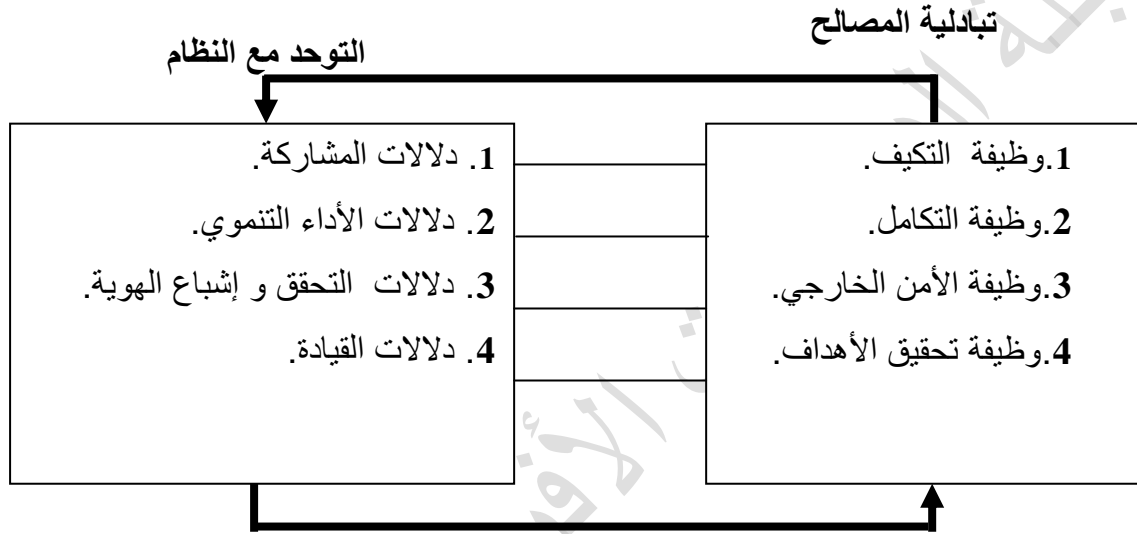 تبادلية المصالح
التوحد مع النظام
1.وظيفة التكيف.
2.وظيفة التكامل.
3.وظيفة الأمن الخارجي.
4.وظيفة تحقيق الأهداف.
1. دلالات المشاركة.
2. دلالات الأداء التنموي.
3. دلالات التحقق و إشباع الهوية.
4. دلالات القيادة.